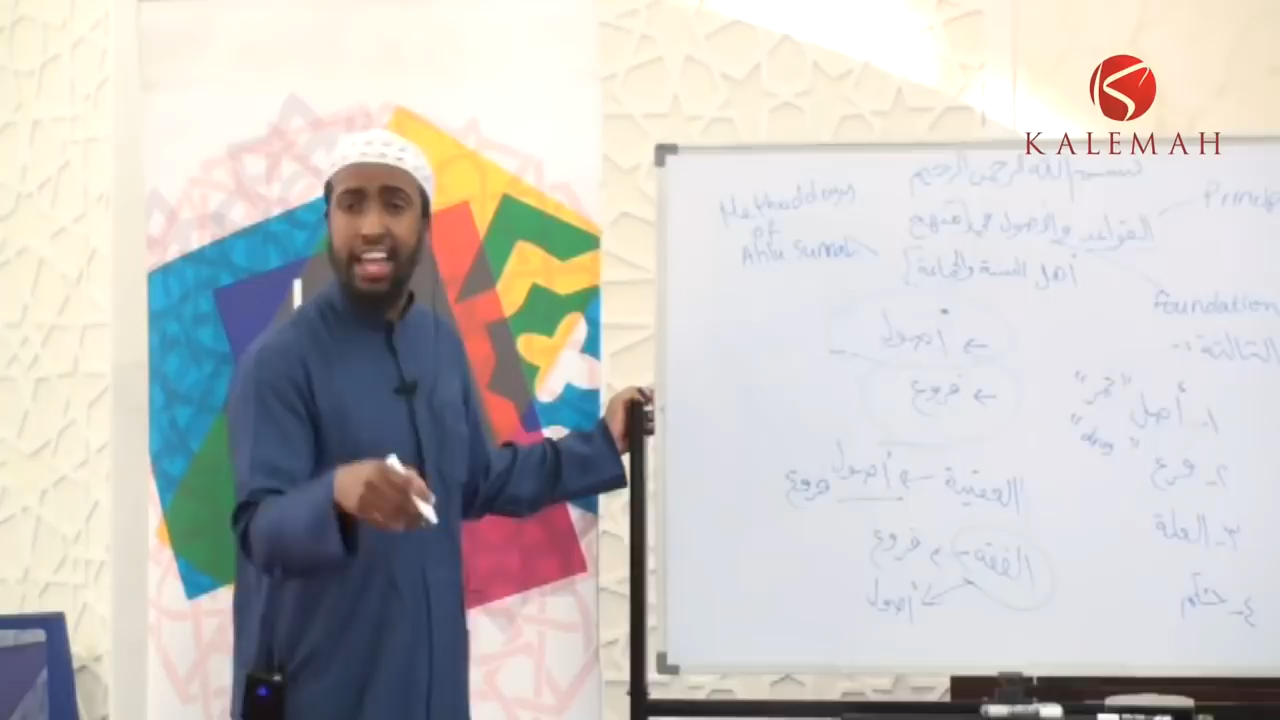 KALEMAH
بسم الله الرحمن الرحيم
Methodology
of
Ahlu Sunnah
القواعد والأصول في منهج
أهل السنة والجماعة
Princip
foundation
الثالثة :-
← أصول
← فروع
١- أصل "خمر"
"drug"
٢- فرع
٣- العلة
٤- حكم
العقيدة ← أصول فروع
الفقه ← فروع
أصول